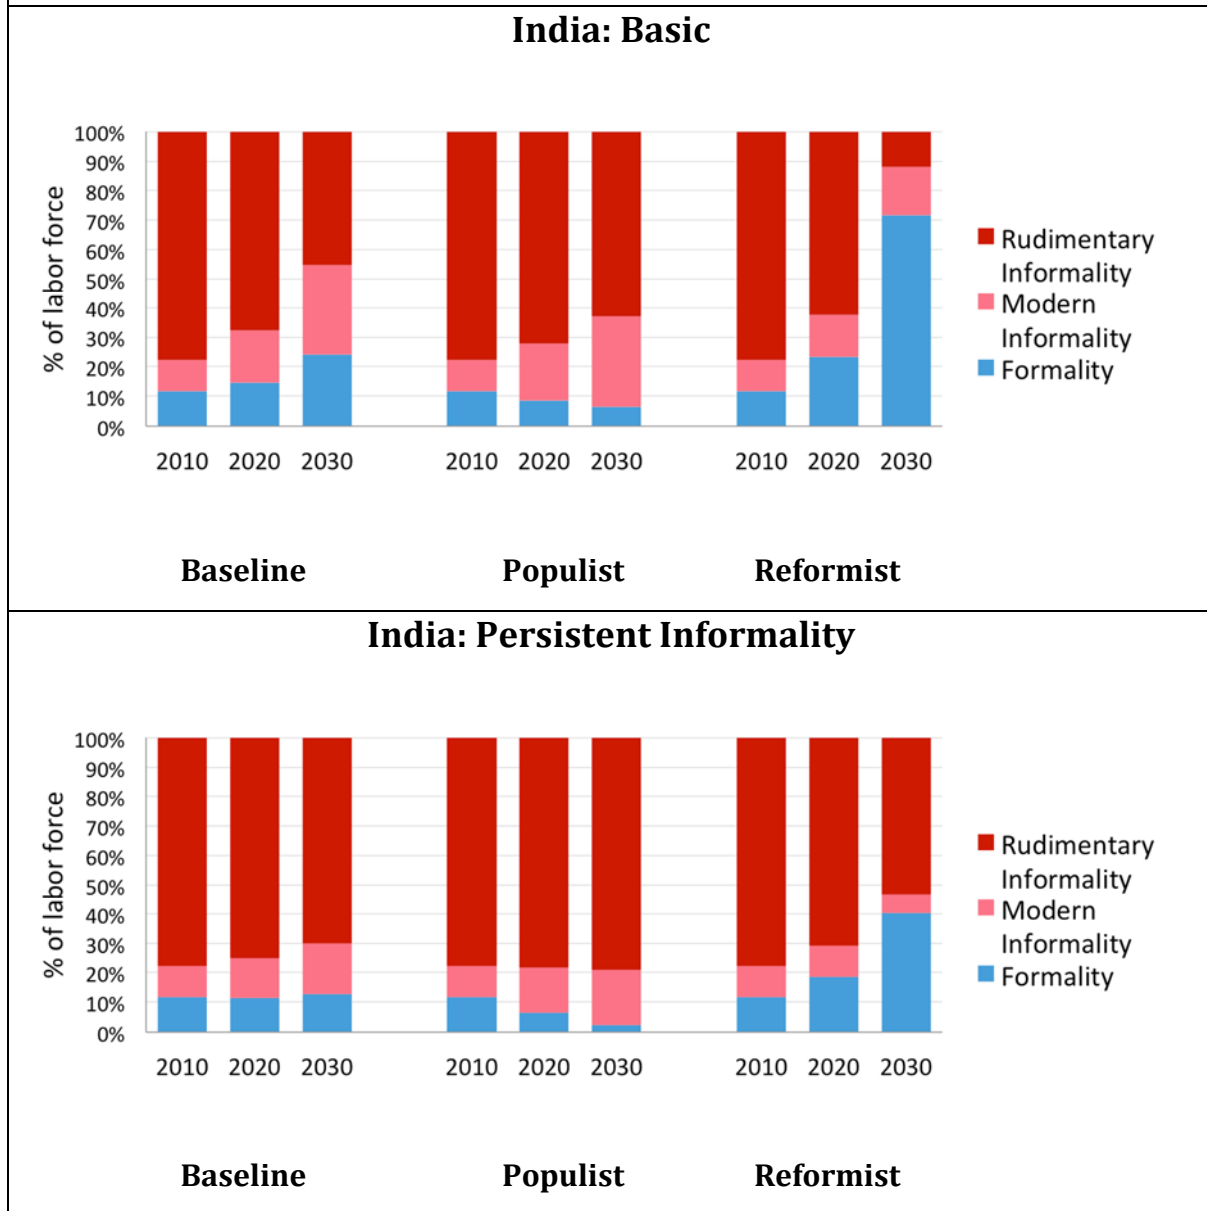 India: Basic
100%
90%
80%
70%
60%
50%
40%
30%
20%
10%
0%
% of labor force
2010 2020 2030 2010 2020 2030 2010 2020 2030
Rudimentary
Informality
Modern
Informality
Formality
Baseline Populist Reformist
India: Persistent Informality
100%
90%
80%
70%
60%
50%
40%
30%
20%
10%
0%
% of labor force
2010 2020 2030 2010 2020 2030 2010 2020 2030
Rudimentary
Informality
Modern
Informality
Formality
Baseline Populist Reformist